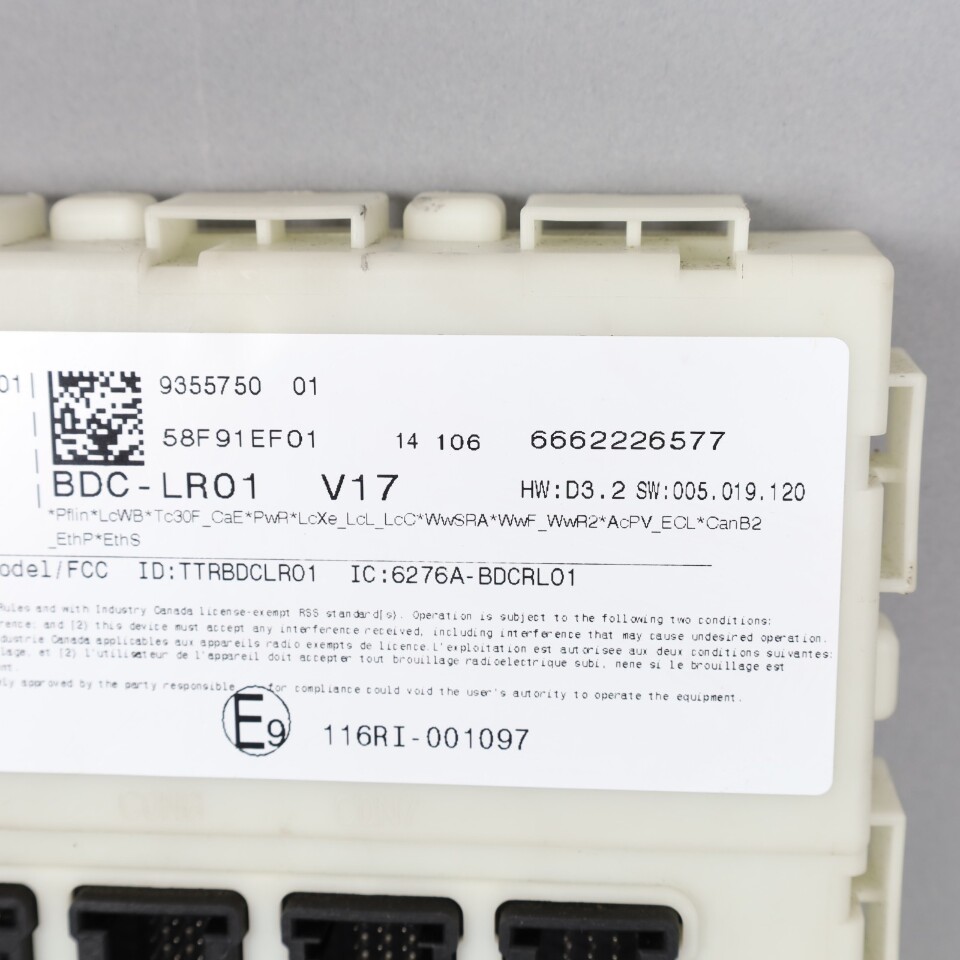 01|
9355750 01
58F91EF01 14 106 6662226577
BDC-LR01 V17 HW:D3.2 SW:005.019.120
*Pflin*LcWB*Tc30F_CaE*PwR*LcXe_LcL_LcC*WwSRA*WwF_WwR2*AcPV_ECL*CanB2
_EthP*EthS
odel/FCC ID:TTRBDCLR01 IC:6276A-BDCRL01
Rules and with Industry Canada license-exempt RSS standard(s). Operation is subject to the following two conditions:
rence; and (2) this device must accept any interference received, including interference that may cause undesired operation.
dustrie Canada applicables aux appareils radio exempts de licence.L'exploitation est autorisee aux deux conditions suivantes:
lage, et (2) l'utilisateur de l'appareil doit accepter tout brouillage radioelectrique subi, nene si le brouillage est
nt.
ly approved by the party responsible for compliance could void the user's authority to operate the equipment.
E9 116RI-001097